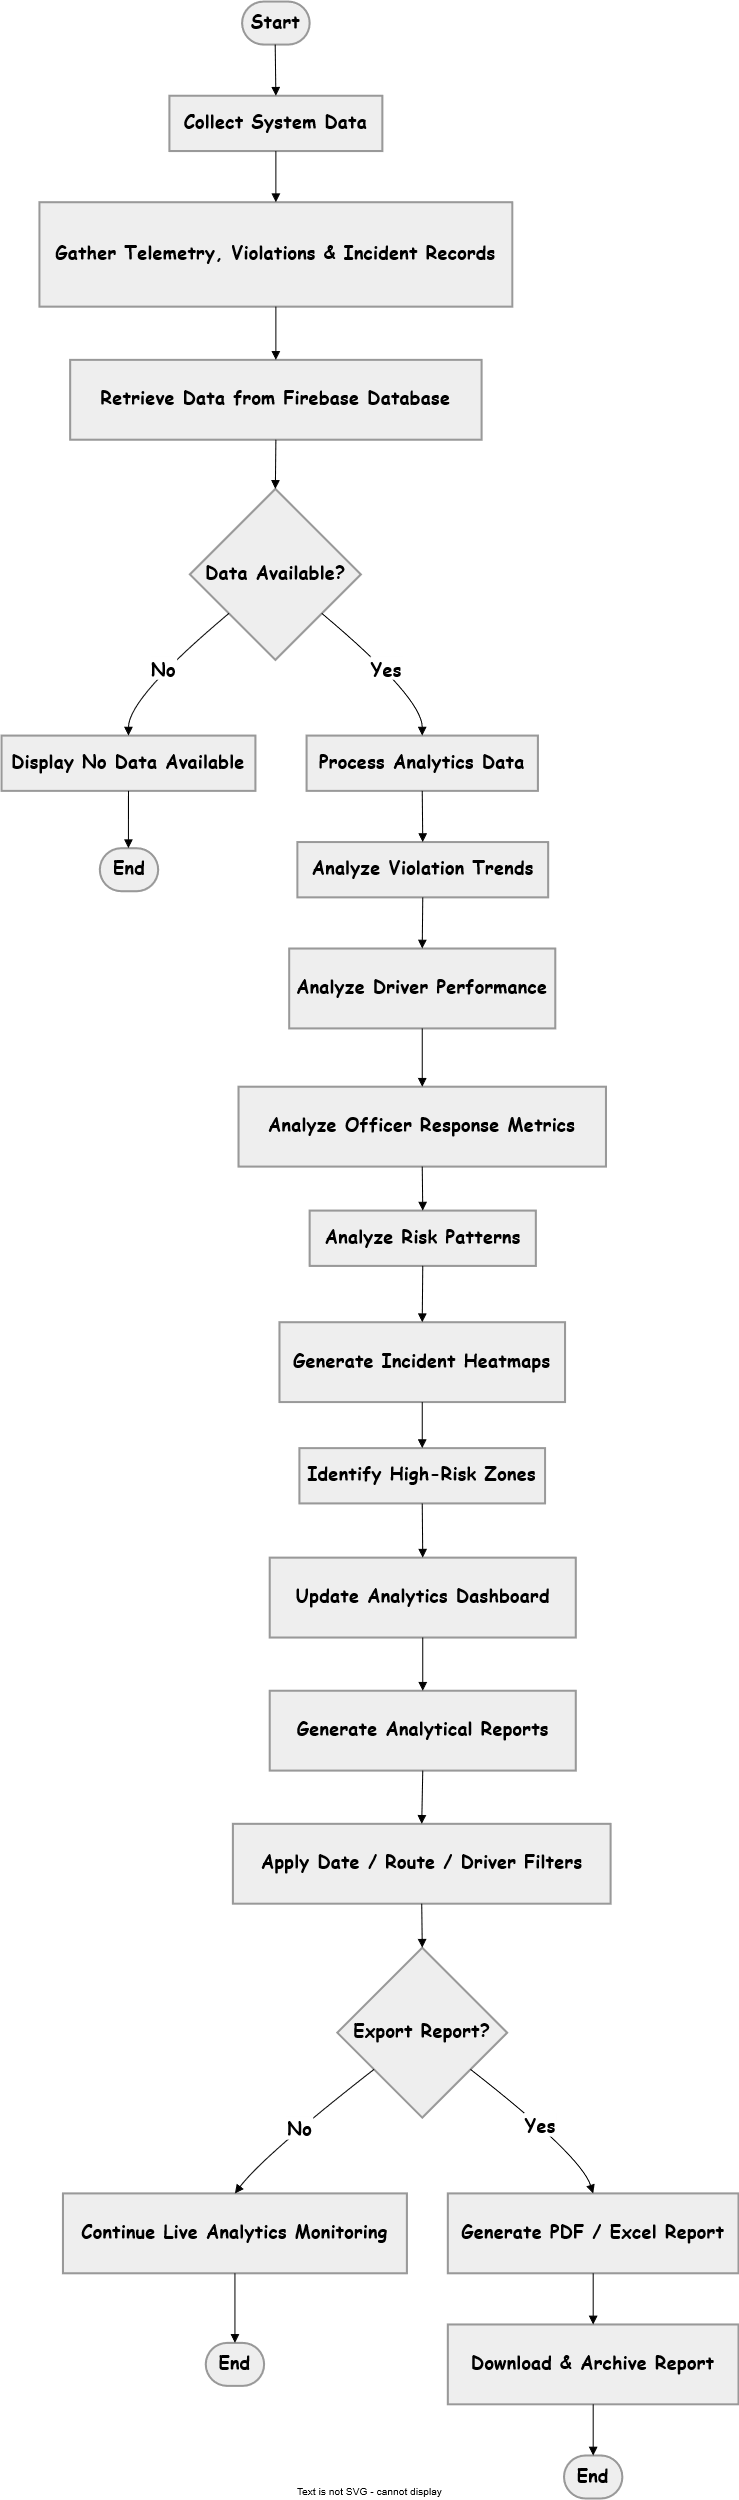 Start
Collect System Data
Gather Telemetry, Violations & Incident Records
Retrieve Data from Firebase Database
Data Available?
No
Yes
Display No Data Available
Process Analytics Data
End
Analyze Violation Trends
Analyze Driver Performance
Analyze Officer Response Metrics
Analyze Risk Patterns
Generate Incident Heatmaps
Identify High-Risk Zones
Update Analytics Dashboard
Generate Analytical Reports
Apply Date / Route / Driver Filters
Export Report?
No
Yes
Continue Live Analytics Monitoring
Generate PDF / Excel Report
End
Download & Archive Report
End
Text is not SVG - cannot display